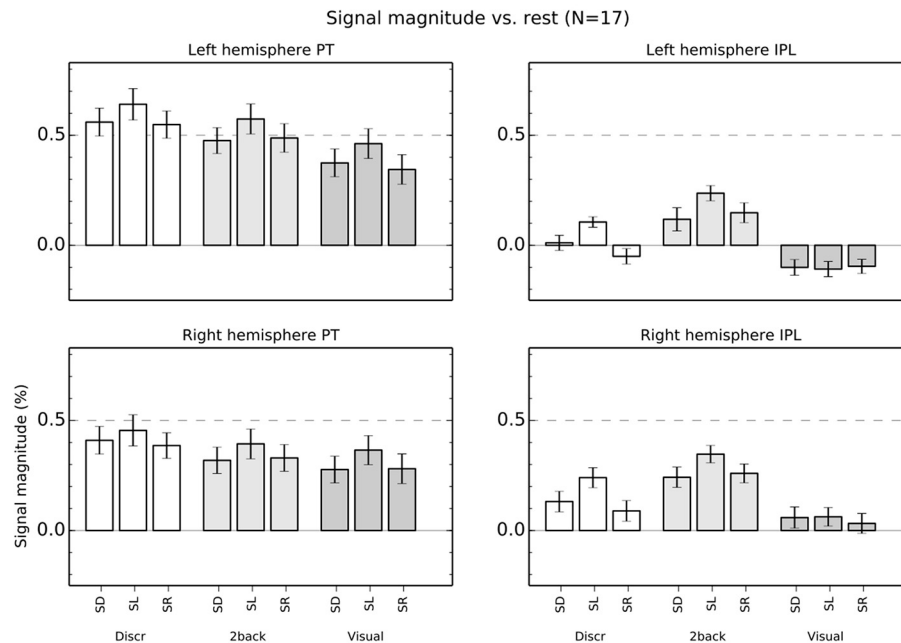 Signal magnitude vs. rest (N=17)
Left hemisphere PT
0.5
0.0
Left hemisphere IPL
0.5
0.0
Right hemisphere PT
Signal magnitude (%)
0.5
0.0
SD SL SR SD SL SR SD SL SR
Discr 2back Visual
Right hemisphere IPL
0.5
0.0
SD SL SR SD SL SR SD SL SR
Discr 2back Visual